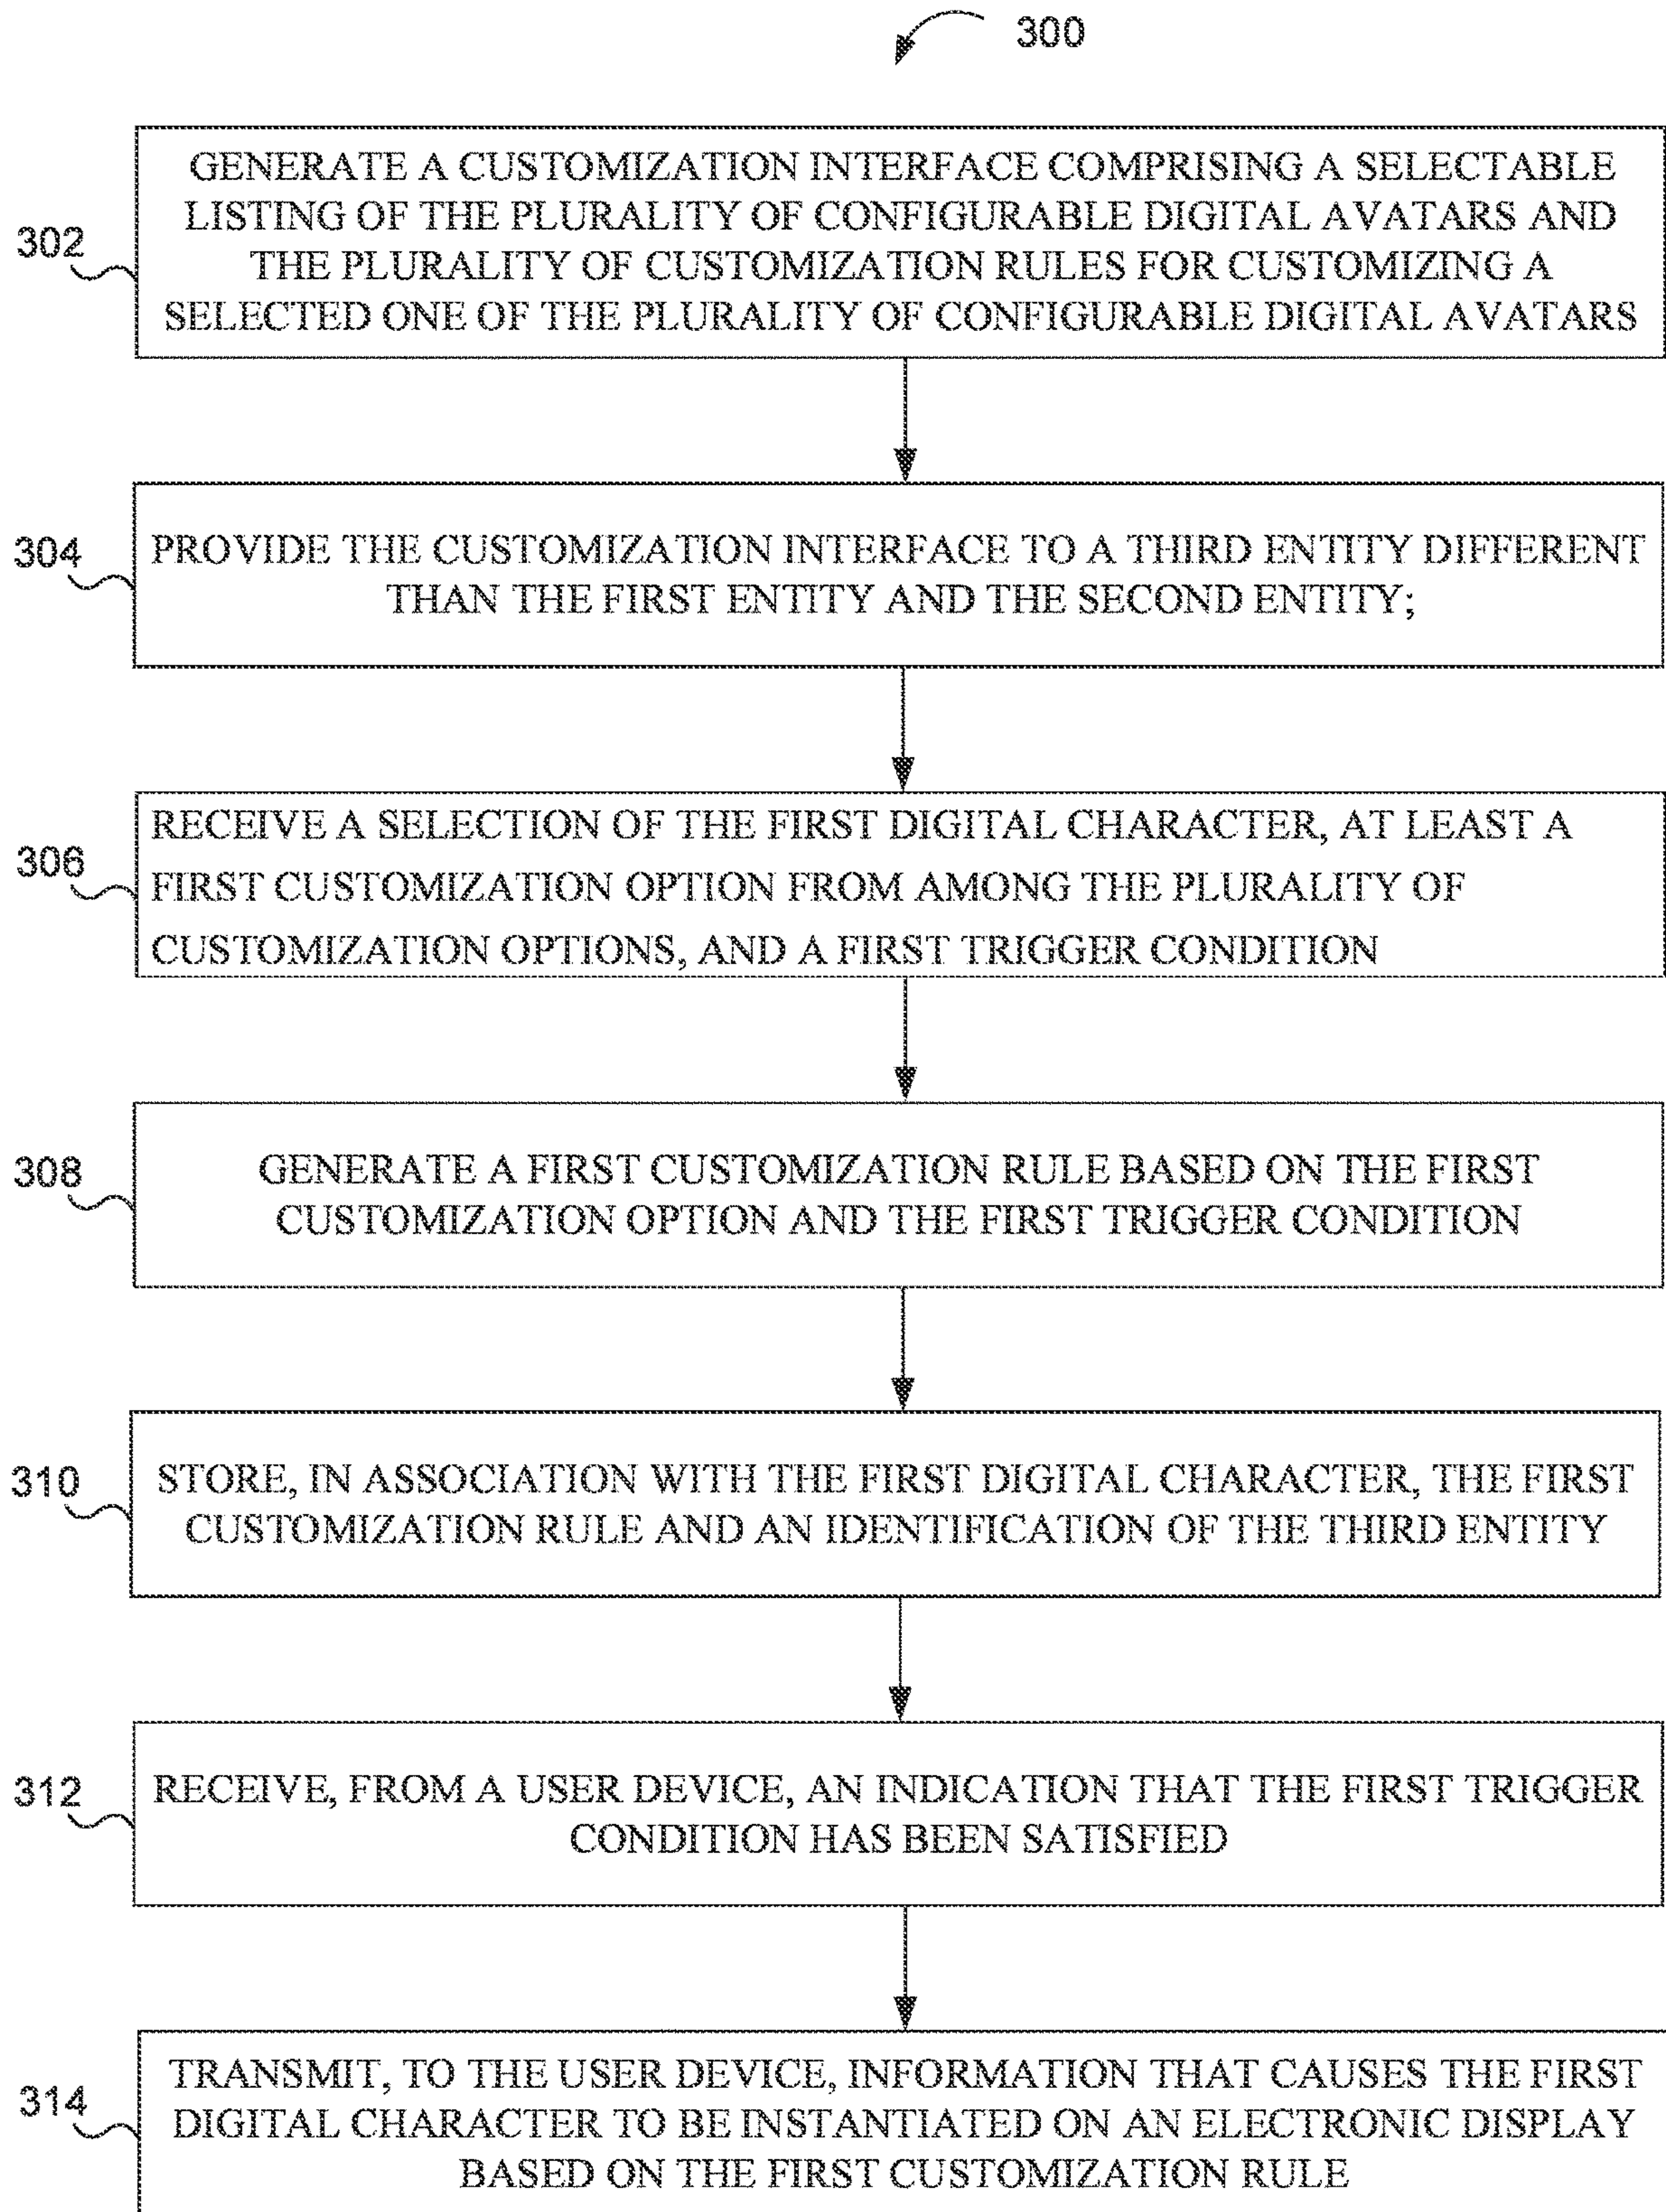 300
GENERATE A CUSTOMIZATION INTERFACE COMPRISING A SELECTABLE
LISTING OF THE PLURALITY OF CONFIGURABLE DIGITAL AVATARS AND
THE PLURALITY OF CUSTOMIZATION RULES FOR CUSTOMIZING A
SELECTED ONE OF THE PLURALITY OF CONFIGURABLE DIGITAL AVATARS
302
PROVIDE THE CUSTOMIZATION INTERFACE TO A THIRD ENTITY DIFFERENT
THAN THE FIRST ENTITY AND THE SECOND ENTITY;
304
RECEIVE A SELECTION OF THE FIRST DIGITAL CHARACTER, AT LEAST A
FIRST CUSTOMIZATION OPTION FROM AMONG THE PLURALITY OF
CUSTOMIZATION OPTIONS, AND A FIRST TRIGGER CONDITION
306
GENERATE A FIRST CUSTOMIZATION RULE BASED ON THE FIRST
CUSTOMIZATION OPTION AND THE FIRST TRIGGER CONDITION
308
STORE, IN ASSOCIATION WITH THE FIRST DIGITAL CHARACTER, THE FIRST
CUSTOMIZATION RULE AND AN IDENTIFICATION OF THE THIRD ENTITY
310
RECEIVE, FROM A USER DEVICE, AN INDICATION THAT THE FIRST TRIGGER
CONDITION HAS BEEN SATISFIED
312
TRANSMIT, TO THE USER DEVICE, INFORMATION THAT CAUSES THE FIRST
DIGITAL CHARACTER TO BE INSTANTIATED ON AN ELECTRONIC DISPLAY
BASED ON THE FIRST CUSTOMIZATION RULE
314